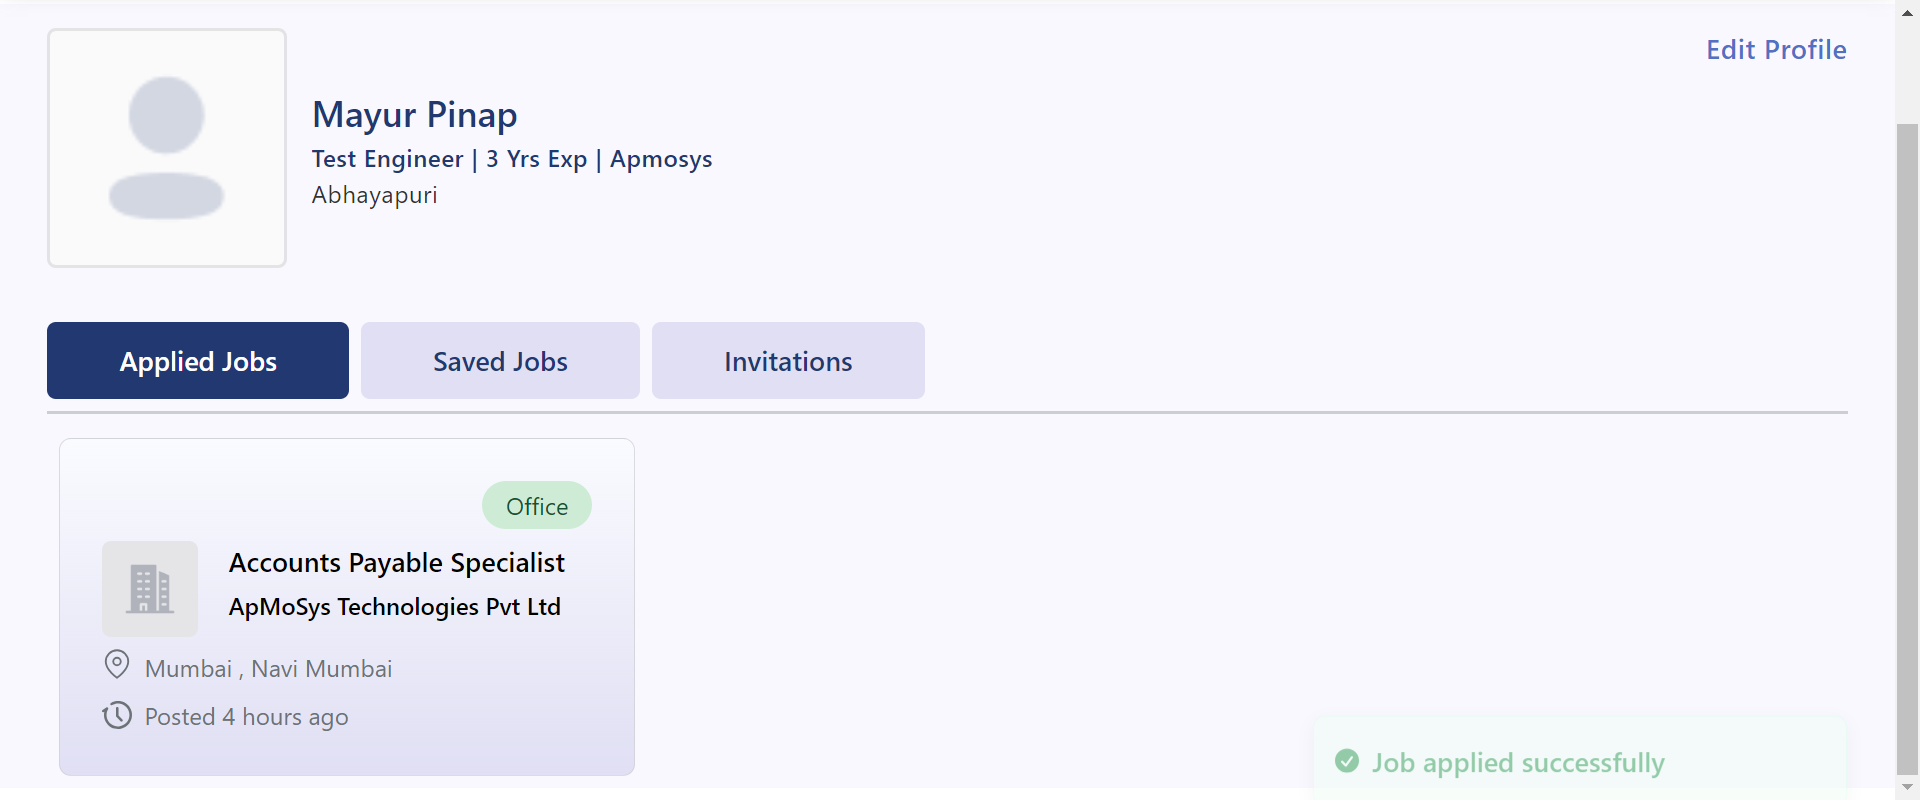 Edit Profile
Mayur Pinap
Test Engineer | 3 Yrs Exp | Apmosys
Abhayapuri
Applied Jobs
Saved Jobs
Invitations
Office
Accounts Payable Specialist
ApMoSys Technologies Pvt Ltd
Mumbai , Navi Mumbai
Posted 4 hours ago
Job applied successfully